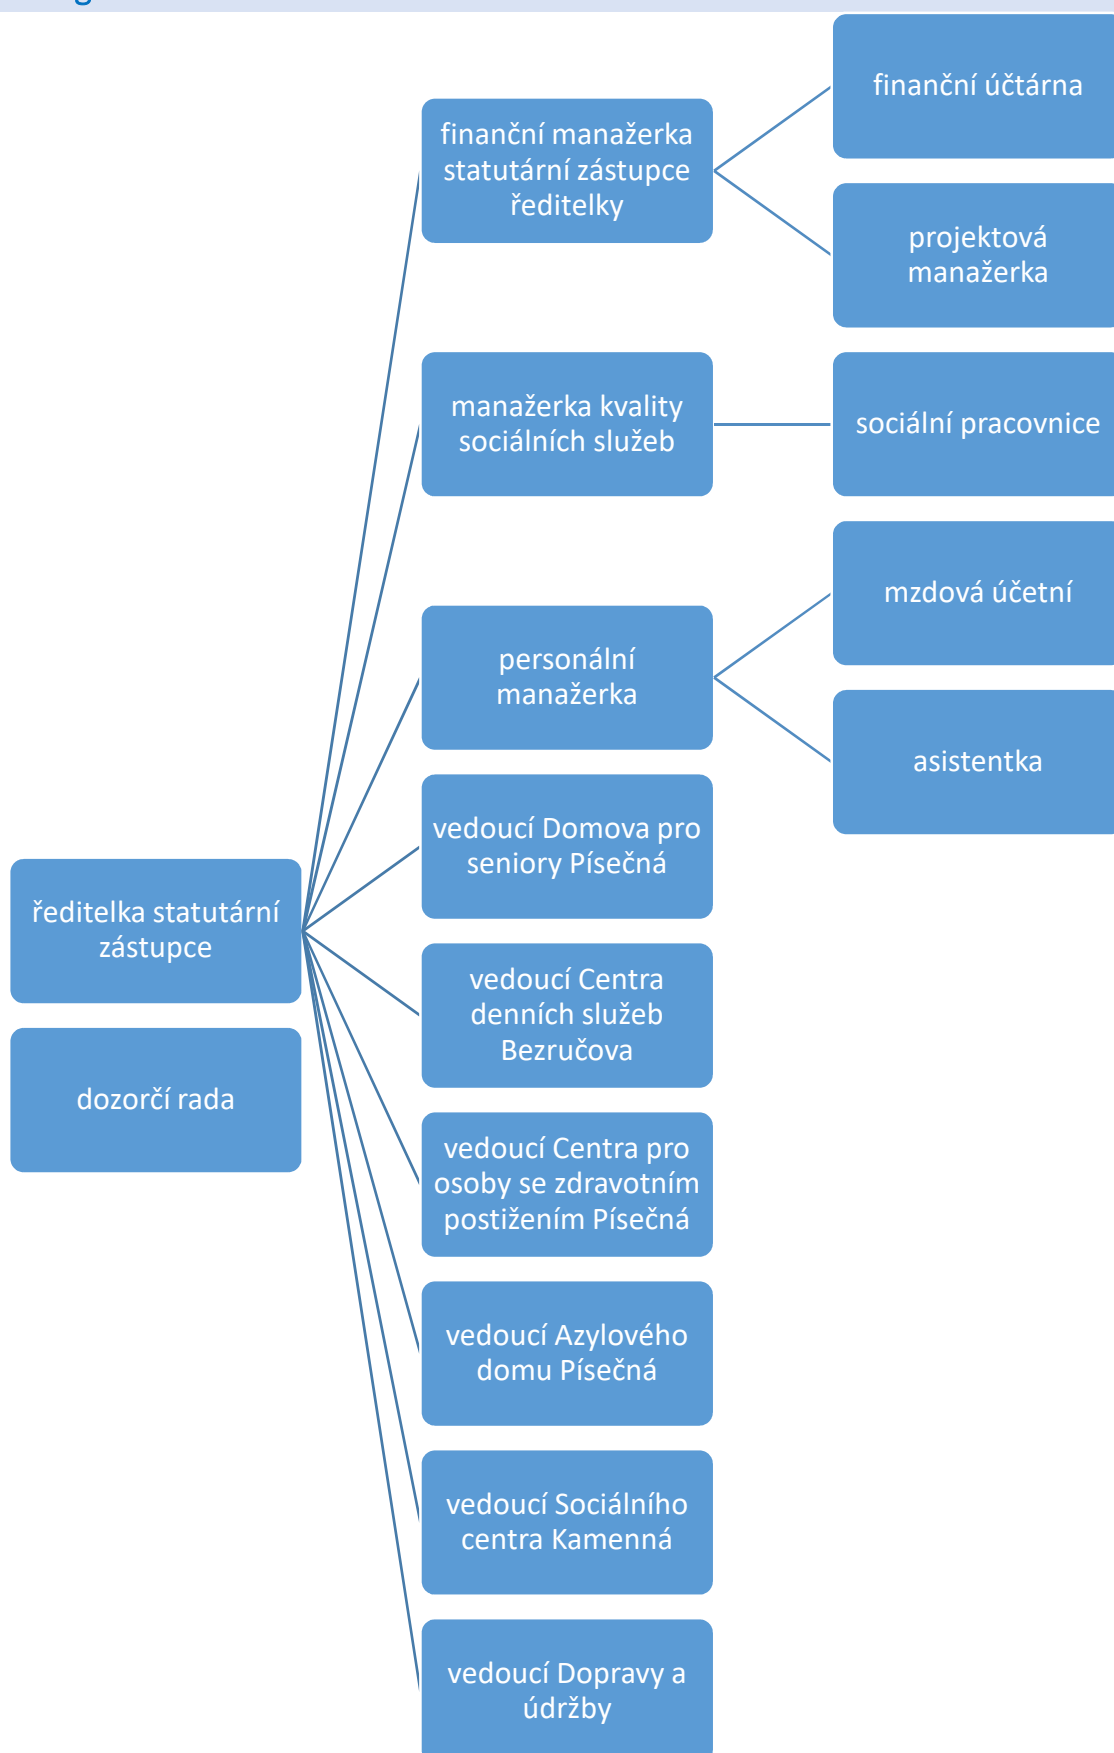 finanční účtárna
finanční manažerka
statutární zástupce
ředitelky
projektová
manažerka
manažerka kvality
sociálních služeb
sociální pracovnice
mzdová účetní
personální
manažerka
asistentka
vedoucí Domova pro
seniory Písečná
ředitelka statutární
zástupce
vedoucí Centra
denních služeb
Bezručova
dozorčí rada
vedoucí Centra pro
osoby se zdravotním
postižením Písečná
vedoucí Azylového
domu Písečná
vedoucí Sociálního
centra Kamenná
vedoucí Dopravy a
údržby